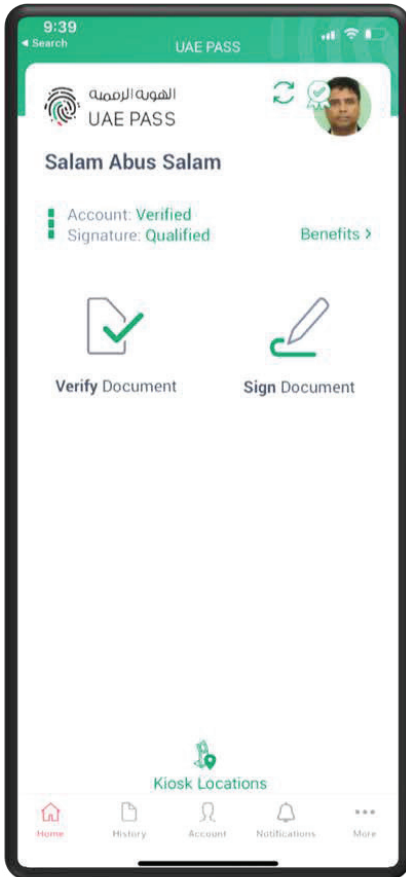 9:39
◀ Search
UAE PASS
الهوية الرقمية
UAE PASS
Salam Abus Salam
Account: Verified
Signature: Qualified
Benefits >
Verify Document
Sign Document
Kiosk Locations
Home
History
Account
Notifications
More